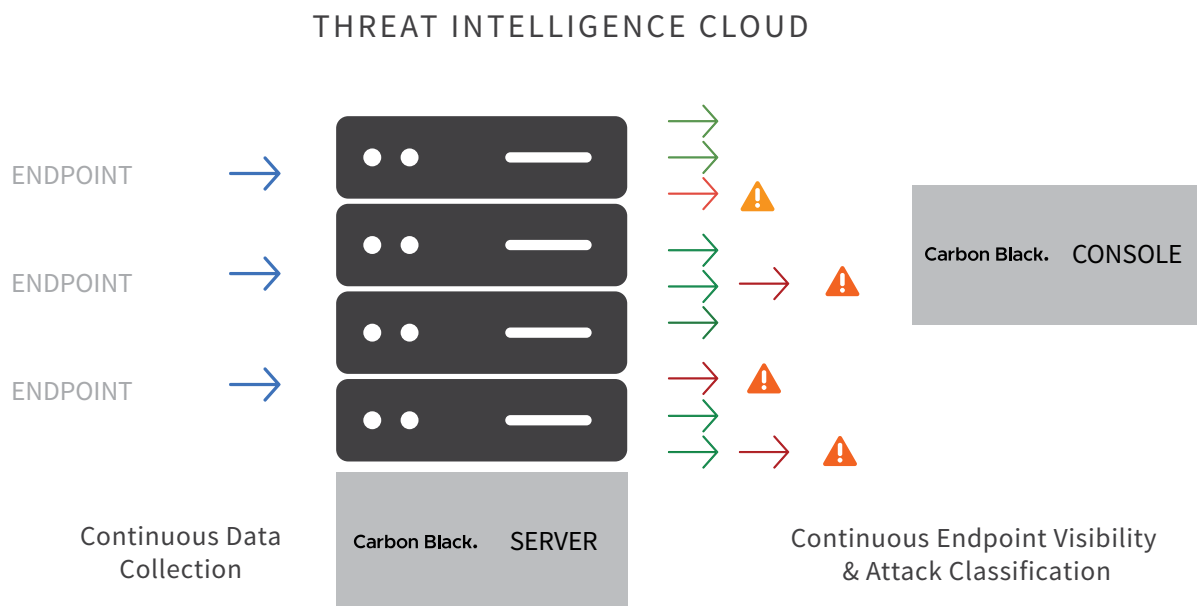 THREAT INTELLIGENCE CLOUD
ENDPOINT
ENDPOINT
ENDPOINT
Carbon Black. CONSOLE
Continuous Data
Collection
Carbon Black. SERVER
Continuous Endpoint Visibility
& Attack Classification